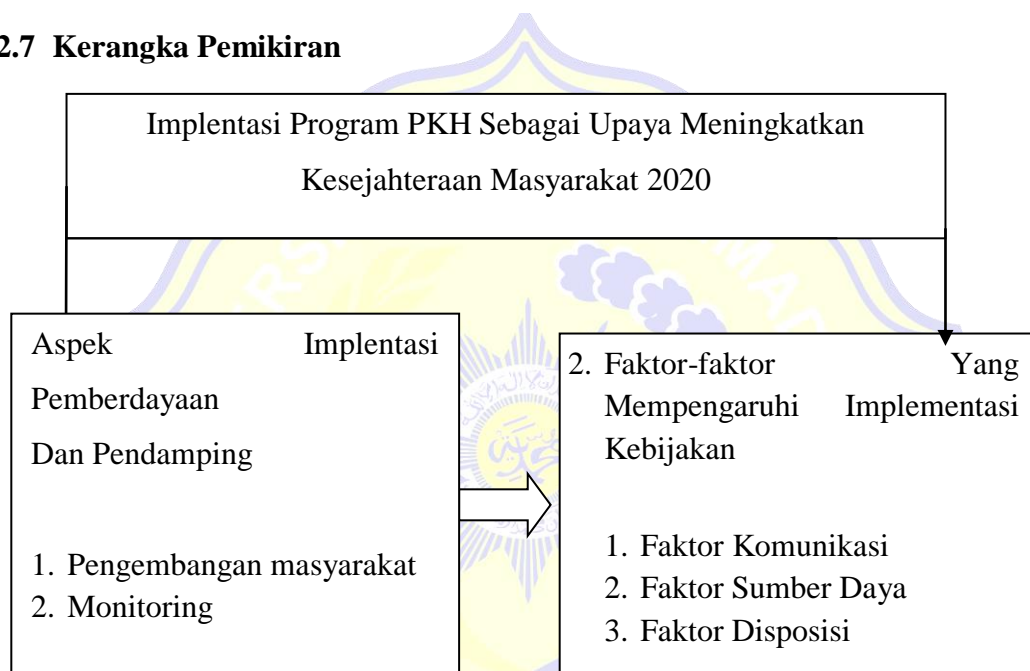 2.7 Kerangka Pemikiran
Implentasi Program PKH Sebagai Upaya Meningkatkan
Kesejahteraan Masyarakat 2020
Aspek Implentasi
Pemberdayaan
Dan Pendamping
1. Pengembangan masyarakat
2. Monitoring
2. Faktor-faktor Yang
Mempengaruhi Implementasi
Kebijakan
1. Faktor Komunikasi
2. Faktor Sumber Daya
3. Faktor Disposisi